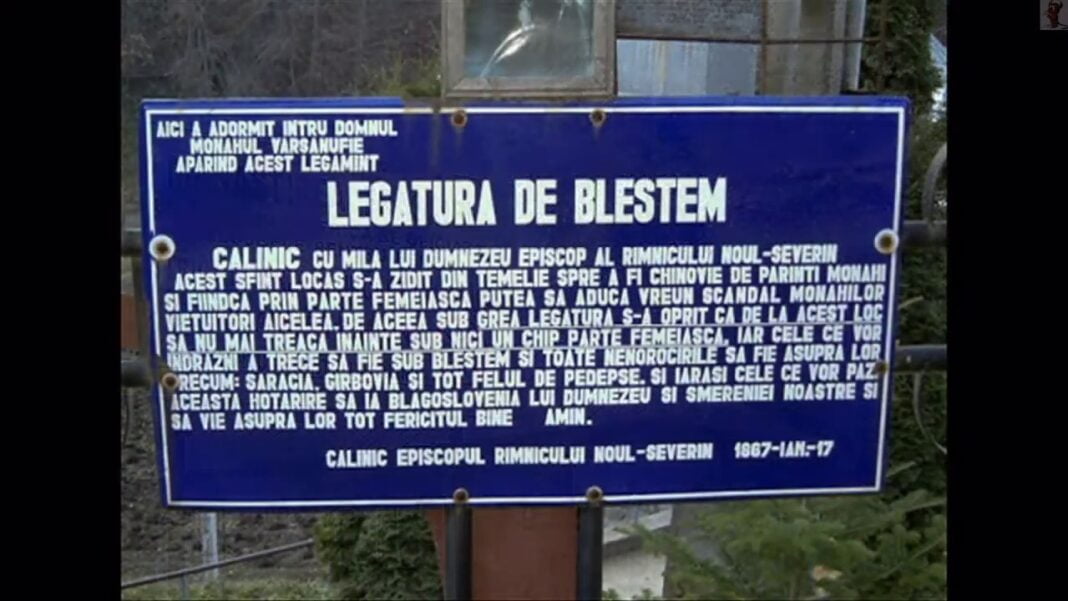 AICI A ADORMIT INTRU DOMNUL
MONAHUL VARSANUFIE
APARIND ACEST LEGAMINT
LEGATURA DE BLESTEM
CALINIC CU MILA LUI DUMNEZEU EPISCOP AL RIMNICULUI NOUL-SEVERIN
ACEST SFINT LOCAS S-A ZIDIT DIN TEMELIE SPRE A FI CHINOVIE DE PARINTI MONAHI
SI FIINDCA PRIN PARTE FEMEIASCA PUTEA SA ADUCA VREUN SCANDAL MONAHILOR
VIETUITORI AICELEA. DE ACEEA SUB GREA LEGATURA S-A OPRIT CA DE LA ACEST LOC
SA NU MAI TREACA INAINTE SUB NICI UN CHIP PARTE FEMEIASCA, IAR CELE CE VOR
INDRAZNI A TRECE SA FIE SUB BLESTEM SI TOATE NENOROCIRILE SA FIE ASUPRA LOR
PRECUM: SARACIA, GIRBOVIA SI TOT FELUL DE PEDEPSE. SI IARASI CELE CE VOR PAZI
ACEASTA HOTARIRE SA IA BLAGOSLOVENIA LUI DUMNEZEU SI SMERENIEI NOASTRE SI
SA VIE ASUPRA LOR TOT FERICITUL BINE AMIN.
CALINIC EPISCOPUL RIMNICULUI NOUL-SEVERIN 1867-IAN.-17